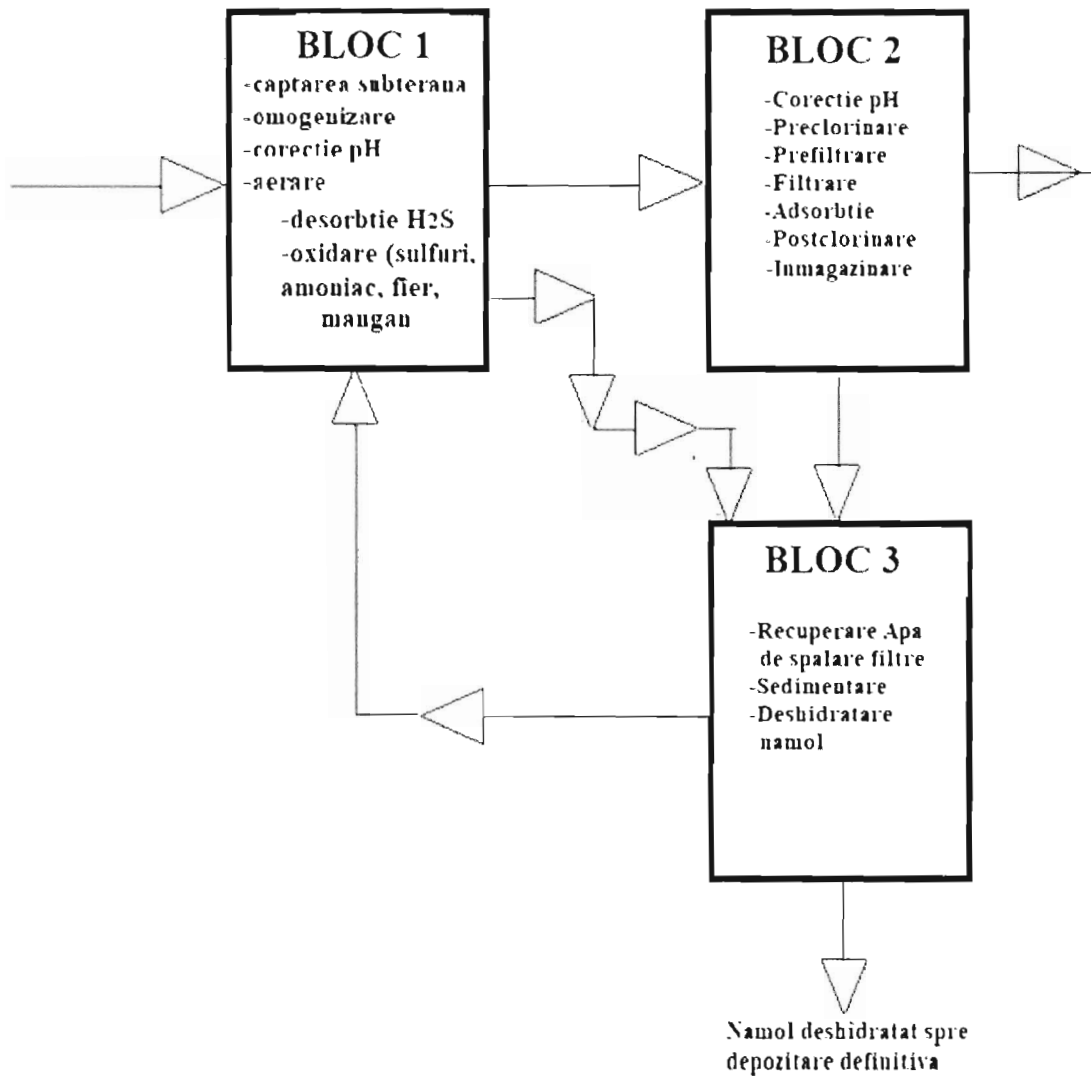 BLOC 1
-captarea subterana
-omogenizare
-corectie pH
-aerare
-desorbtie H2S
-oxidare (sulfuri,
amoniac, fier,
mangan
BLOC 2
-Corectie pH
-Preclorinare
-Prefiltrare
-Filtrare
-Adsorbtie
-Postclorinare
-Inmagazinare
BLOC 3
-Recuperare Apa
de spalare filtre
-Sedimentare
-Deshidratare
namol
Namol deshidratat spre
depozitare definitiva